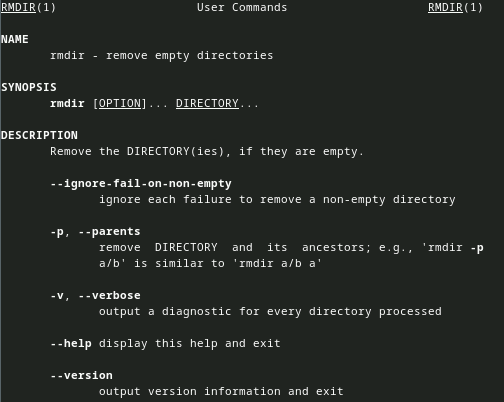 RMDIR(1) User Commands RMDIR(1)
NAME
rmdir - remove empty directories
SYNOPSIS
rmdir [OPTION]... DIRECTORY...
DESCRIPTION
Remove the DIRECTORY(ies), if they are empty.
--ignore-fail-on-non-empty
ignore each failure to remove a non-empty directory
-p, --parents
remove DIRECTORY and its ancestors; e.g., 'rmdir -p
a/b' is similar to 'rmdir a/b a'
-v, --verbose
output a diagnostic for every directory processed
--help display this help and exit
--version
output version information and exit